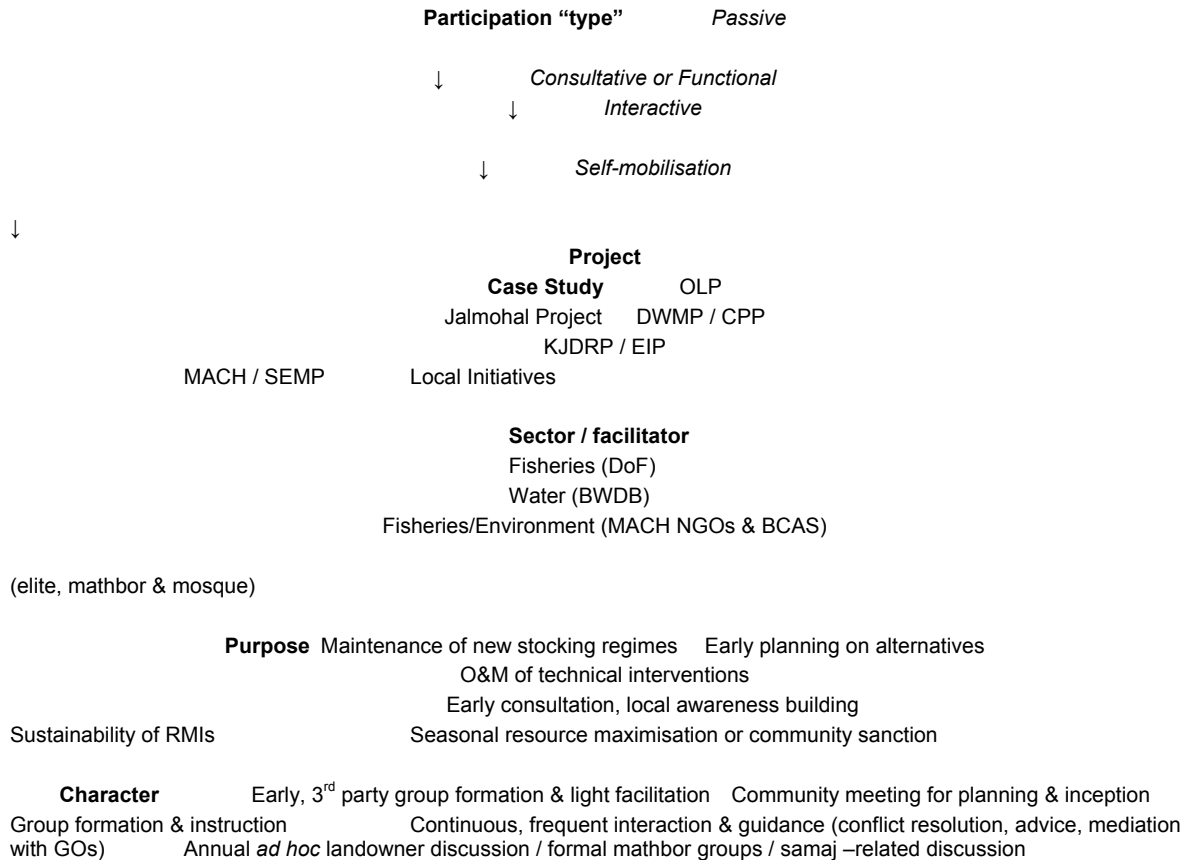 Participation “type” Passive
↓ Consultative or Functional
↓ Interactive
↓ Self-mobilisation
↓
Project
Case Study OLP
Jalmohal Project DWMP / CPP
KJDRP / EIP
MACH / SEMP Local Initiatives
Sector / facilitator
Fisheries (DoF)
Water (BWDB)
Fisheries/Environment (MACH NGOs & BCAS)
(elite, mathbor & mosque)
Purpose Maintenance of new stocking regimes Early planning on alternatives
O&M of technical interventions
Early consultation, local awareness building
Sustainability of RMIs Seasonal resource maximisation or community sanction
Character Early, 3rd party group formation & light facilitation Community meeting for planning & inception
Group formation & instruction Continuous, frequent interaction & guidance (conflict resolution, advice, mediation
with GOs) Annual ad hoc landowner discussion / formal mathbor groups / samaj –related discussion